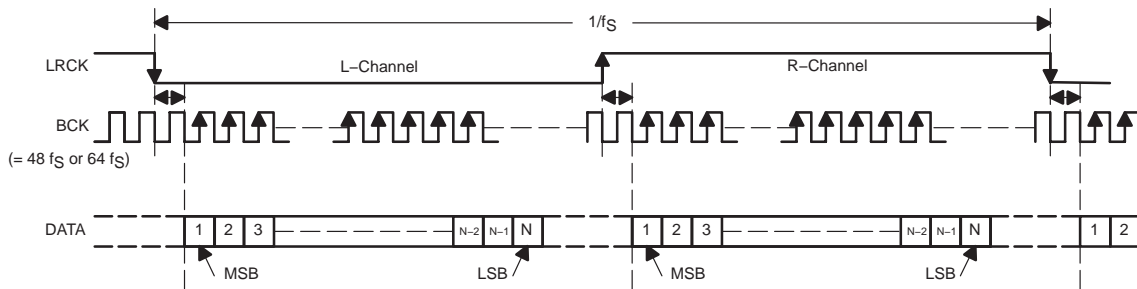 1/fS
LRCK
L–Channel
R–Channel
BCK
(= 48 fS or 64 fS)
DATA
1 2 3 N–2 N–1 N 1 2 3 N–2 N–1 N 1 2
MSB LSB MSB LSB